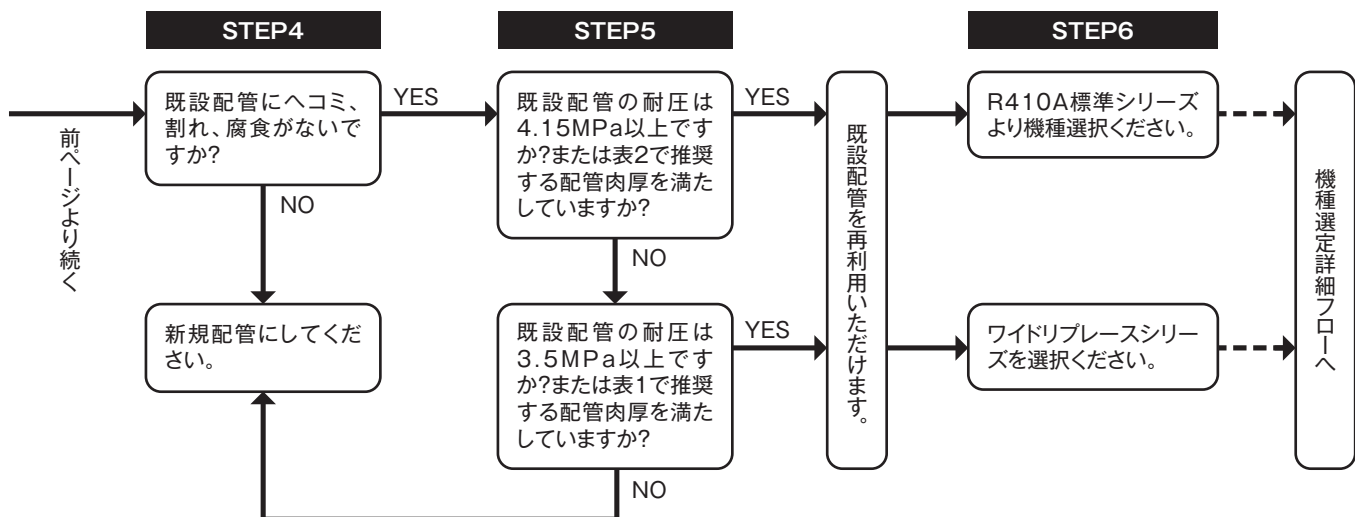 STEP4
STEP5
STEP6
前ページより続く
既設配管にヘコミ、
割れ、腐食がないで
すか?
YES
NO
新規配管にしてくだ
さい。
既設配管の耐圧は
4.15MPa以上です
か?または表2で推奨
する配管肉厚を満た
していますか?
YES
NO
既設配管の耐圧は
3.5MPa以上です
か?または表1で推奨
する配管肉厚を満た
していますか?
YES
NO
既設配管を再利用いただけます。
R410A標準シリーズ
より機種選択ください。
ワイドリプレースシリー
ズを選択ください。
機種選定詳細フローへ